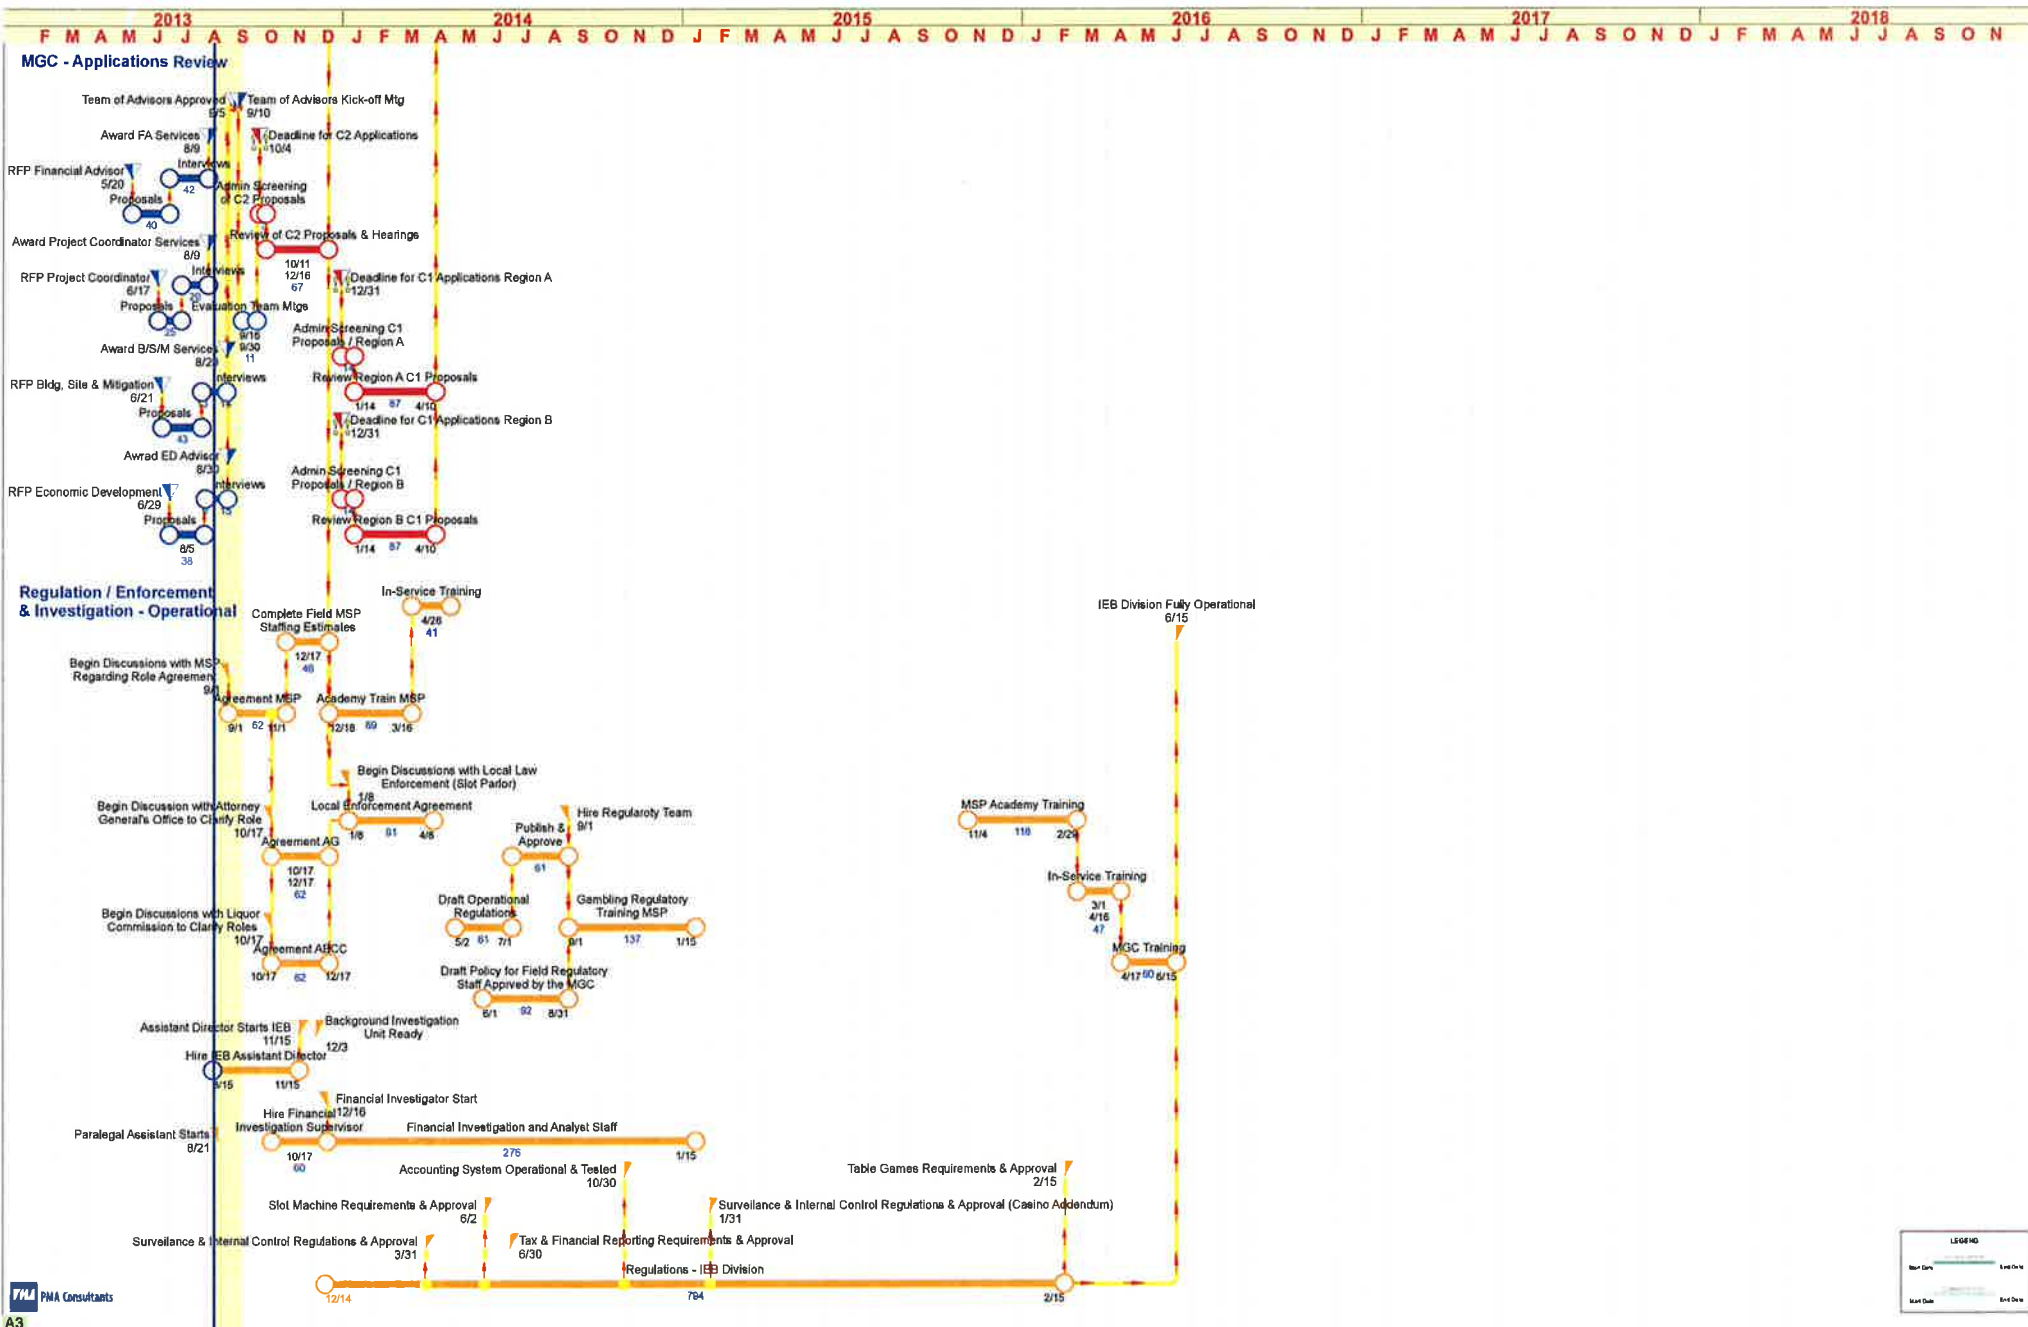 2013 2014 2015 2016 2017 2018
F M A M J J A S O N D J F M A M J J A S O N D J F M A M J J A S O N D J F M A M J J A S O N D J F M A M J J A S O N D J F M A M J J A S O N
MGC - Applications Review
Team of Advisors Approved
9/5
Team of Advisors Kick-off Mtg
9/10
Award FA Services
8/9
Deadline for C2 Applications
10/4
RFP Financial Advisor
5/20
Interviews
42
Proposals
40
Admin Screening
of C2 Proposals
Award Project Coordinator Services
8/9
Review of C2 Proposals & Hearings
10/11
12/16
67
RFP Project Coordinator
6/17
Interviews
Proposals
25
Evaluation Team Mtgs
9/16
9/30
11
Deadline for C1 Applications Region A
12/31
Admin Screening C1
Proposals / Region A
Award B/S/M Services
RFP Bldg, Site & Mitigation
6/21
Interviews
Proposals
43
Review Region A C1 Proposals
1/14 87 4/10
Deadline for C1 Applications Region B
12/31
Awrad ED Advisor
8/30
Admin Screening C1
Proposals / Region B
RFP Economic Development
6/29
Interviews
15
Proposals
8/5
38
Review Region B C1 Proposals
1/14 87 4/10
Regulation / Enforcement
& Investigation - Operational
Complete Field MSP
Staffing Estimates
12/17
46
In-Service Training
4/26
41
IEB Division Fully Operational
6/15
Begin Discussions with MSP
Regarding Role Agreement
9/1
Agreement MSP
9/1 62 11/1
Academy Train MSP
12/18 89 3/16
Begin Discussions with Local Law
Enforcement (Slot Parlor)
1/8
Begin Discussion with Attorney
General's Office to Clarify Role
10/17
Local Enforcement Agreement
1/8 91 4/8
Agreement AG
10/17
12/17
62
Hire Regularoty Team
9/1
Publish &
Approve
61
MSP Academy Training
11/4 118 2/29
In-Service Training
3/1
4/16
47
Begin Discussions with Liquor
Commission to Clarify Roles
10/17
Agreement ABCC
10/17 62 12/17
Draft Operational
Regulations
5/2 61 7/1
Gambling Regulatory
Training MSP
9/1 137 1/15
MGC Training
4/17 60 6/15
Draft Policy for Field Regulatory
Staff Apprived by the MGC
6/1 92 8/31
Assistant Director Starts IEB
11/15
Background Investigation
Unit Ready
12/3
Hire IEB Assistant Director
8/15 11/15
Financial Investigator Start
12/16
Hire Financial
Investigation Supervisor
10/17
60
Paralegal Assistant Starts
8/21
Financial Investigation and Analyst Staff
276 1/15
Accounting System Operational & Tested
10/30
Table Games Requirements & Approval
2/15
Slot Machine Requirements & Approval
6/2
Surveilance & Internal Control Regulations & Approval (Casino Addendum)
1/31
Surveilance & Internal Control Regulations & Approval
3/31
Tax & Financial Reporting Requirements & Approval
6/30
Regulations - IEB Division
12/14 794 2/15
PMA PMA Consultants
A3
LEGEND
Start Date End Date
Start Date End Date